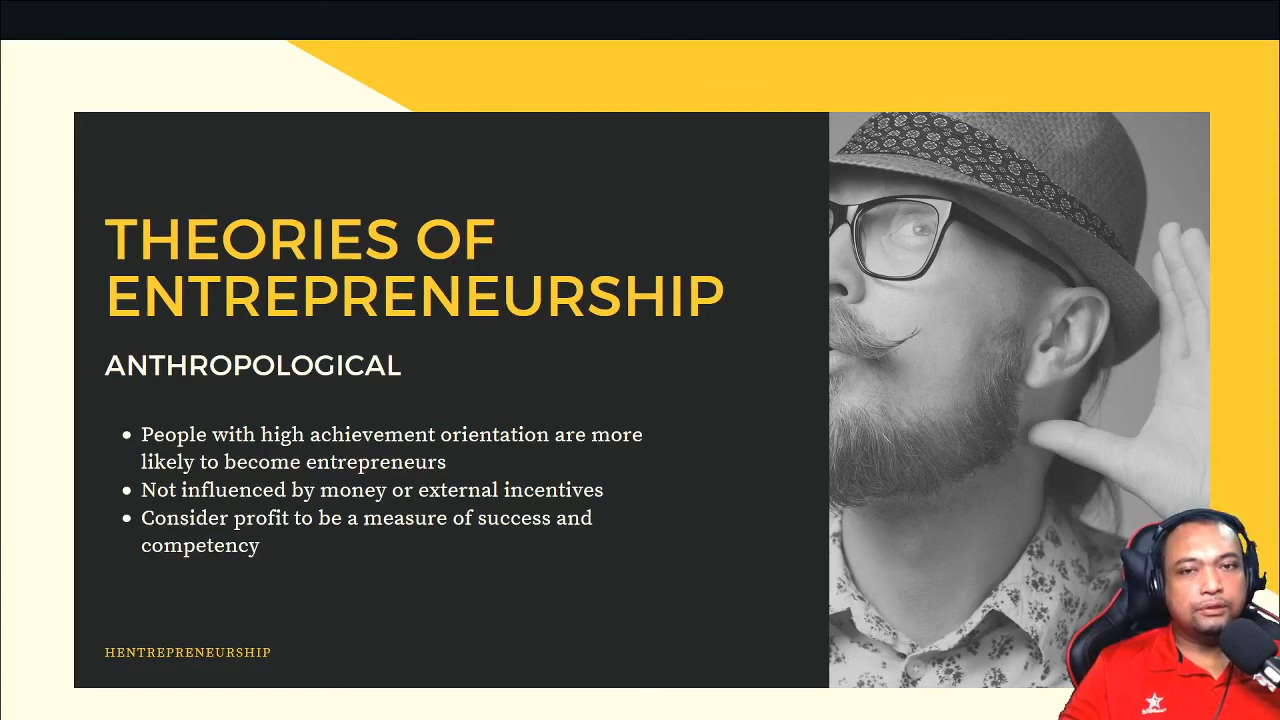 THEORIES OF
ENTREPRENEURSHIP
ANTHROPOLOGICAL
• People with high achievement orientation are more
likely to become entrepreneurs
• Not influenced by money or external incentives
• Consider profit to be a measure of success and
competency
HENTREPRENEURSHIP